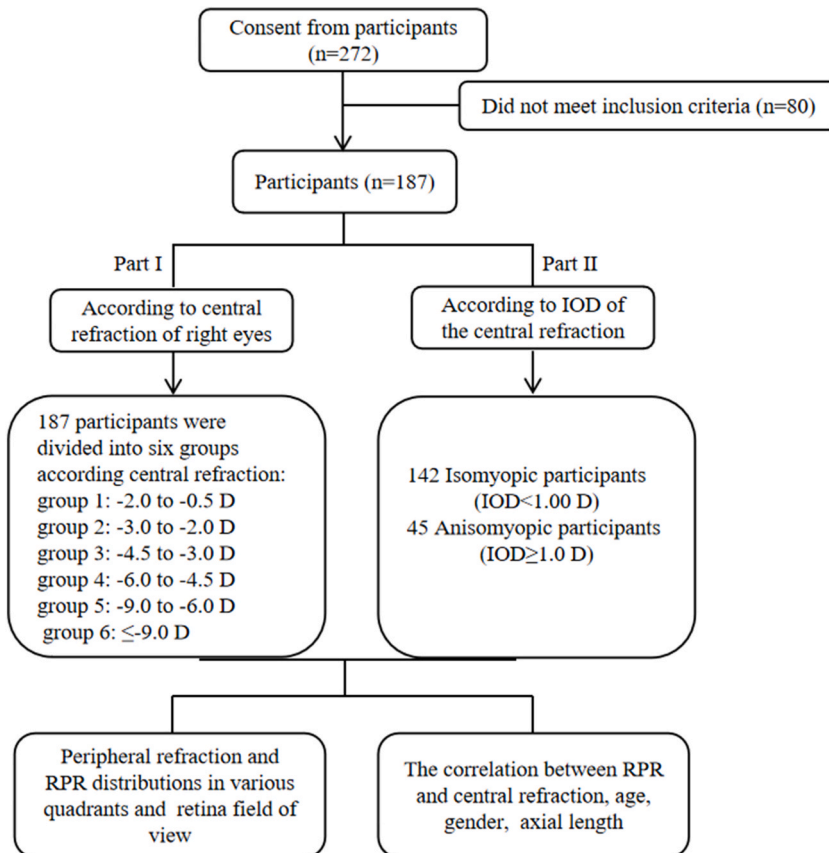 Consent from participants
(n=272)
Did not meet inclusion criteria (n=80)
Participants (n=187)
Part I
Part II
According to central
refraction of right eyes
According to IOD of
the central refraction
187 participants were
divided into six groups
according central refraction:
group 1: -2.0 to -0.5 D
group 2: -3.0 to -2.0 D
group 3: -4.5 to -3.0 D
group 4: -6.0 to -4.5 D
group 5: -9.0 to -6.0 D
group 6: ≤-9.0 D
142 Isomyopic participants
(IOD<1.00 D)
45 Anisomyopic participants
(IOD≥1.0 D)
Peripheral refraction and
RPR distributions in various
quadrants and retina field of
view
The correlation between RPR
and central refraction, age,
gender, axial length